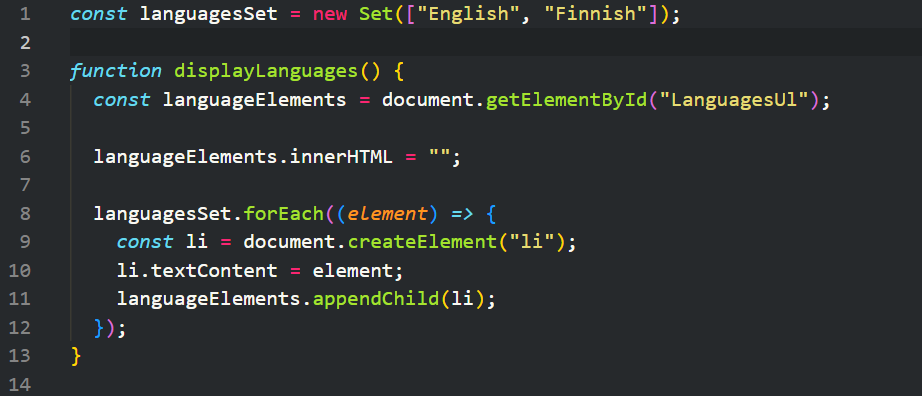 1 const languagesSet = new Set(["English", "Finnish"]);
2
3 function displayLanguages() {
4   const languageElements = document.getElementById("LanguagesUl");
5
6   languageElements.innerHTML = "";
7
8   languagesSet.forEach((element) => {
9     const li = document.createElement("li");
10     li.textContent = element;
11     languageElements.appendChild(li);
12   });
13 }
14